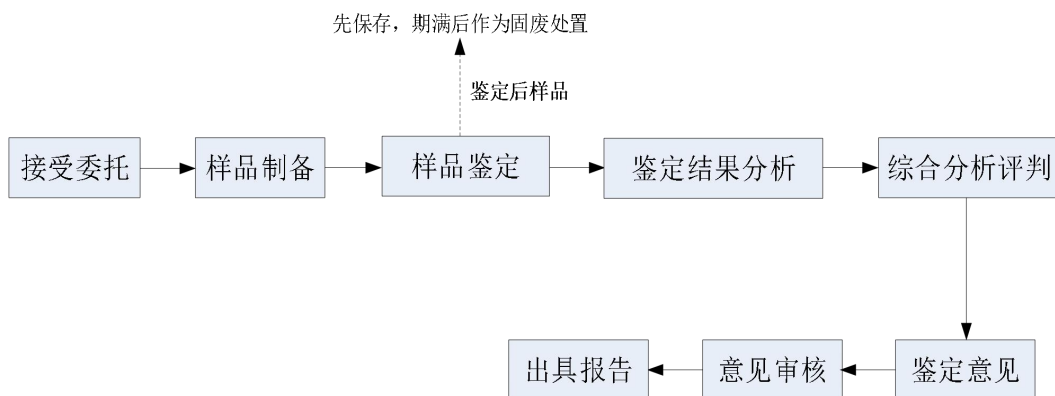 先保存，期满后作为固废处置
鉴定后样品
接受委托
样品制备
样品鉴定
鉴定结果分析
综合分析评判
出具报告
意见审核
鉴定意见